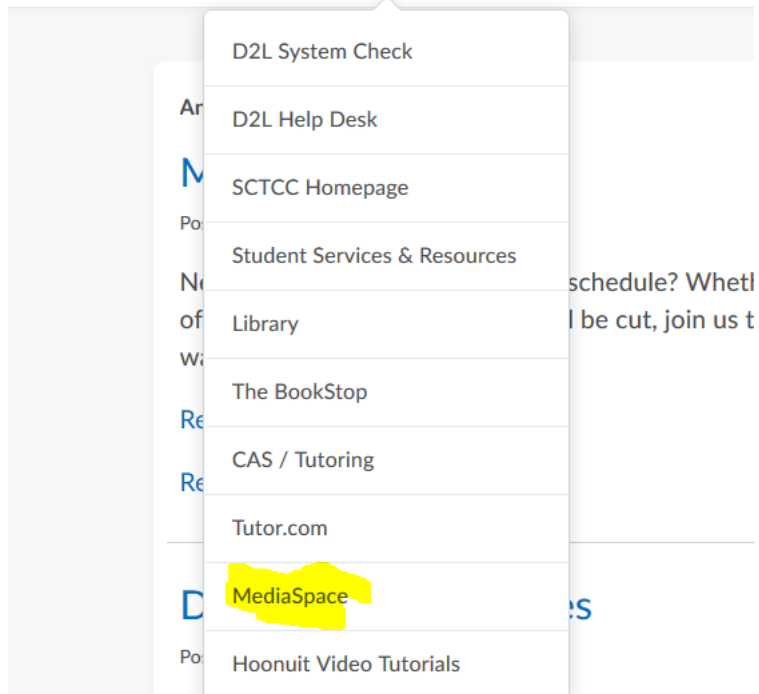 D2L System Check
D2L Help Desk
SCTCC Homepage
Student Services & Resources
Library
The BookStop
CAS / Tutoring
Tutor.com
MediaSpace
Hoonuit Video Tutorials
schedule?
be cut, join us